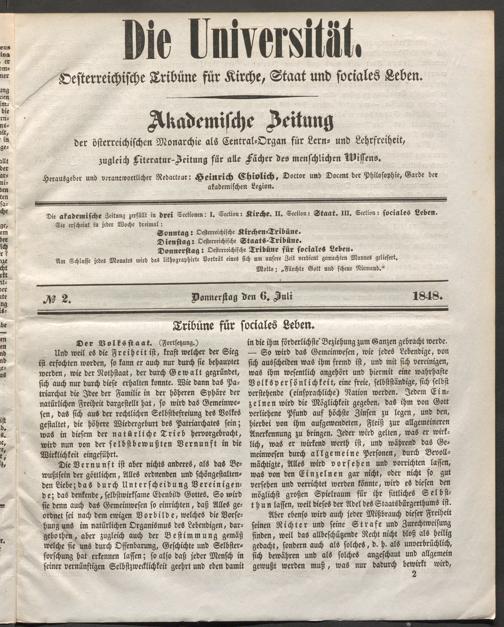 Die Universität.
Oesterreichische Tribüne für Kirche, Staat und sociales Leben.
Akademische Zeitung
der österreichischen Monarchie als Central-Organ für Lern- und Lehrfreiheit,
zugleich Literatur-Zeitung für alle Fächer des menschlichen Wissens.
Herausgeber und verantwortlicher Redacteur: Heinrich Ghiolich, Doctor und Docent der Philosophie, Garde der
akademischen Legion.
Die akademische Zeitung zerfällt in drei Sectionen: I. Section: Kirche. II. Section: Staat. III. Section: sociales Leben.
Sie erscheint in jeder Woche dreimal:
Sonntag: Oesterreichische Kirchen-Tribüne.
Dienstag: Oesterreichische Staats-Tribüne.
Donnerstag: Oesterreichische Tribüne für sociales Leben.
Am Schlusse jedes Monates wird das lithographirte Porträt eines sich um unsere Zeit verdient gemachten Mannes geliefert.
Motto: „Fürchte Gott und scheue Niemand."
№ 2.
Donnerstag den 6. Juli
1848.
Tribüne für sociales Leben.
Der Volksstaat. (Fortsetzung.)
Und weil es die Freiheit ist, kraft welcher der Sieg
ist erfochten worden, so kann er auch nur durch sie behauptet
werden, wie der Nothstaat, der durch Gewalt gegründet,
sich auch nur durch diese erhalten konnte. Wie dann das Pa-
triarchat die Idee der Familie in der höheren Sphäre der
natürlichen Freiheit dargestellt hat, so wird das Gemeinwe-
sen, das sich aus der rechtlichen Selbstbefreiung des Volkes
gestaltet, die höhere Wiedergeburt des Patriarchates sein;
was in diesem der natürliche Trieb hervorgebracht,
wird nun von der selbstbewußten Vernunft in die
Wirklichkeit eingeführt.
Die Vernunft ist aber nichts anderes, als das Be-
wußtsein der göttlichen, Alles ordnenden und schöngestalten-
den Liebe; das durch Unterscheidung Vereinigen-
de; das denkende, selbstwirksame Ebenbild Gottes. So wird
sie denn auch das Gemeinwesen so einrichten, daß Alles ge-
ordnet sei nach dem ewigen Vorbilde, welches die Vorse-
hung uns im natürlichen Organismus des Lebendigen, dar-
geboten, aber zugleich auch der Bestimmung gemäß
welche sie uns durch Offenbarung, Geschichte und Selbster-
forschung hat erkennen lassen; so also daß jeder Mensch in
seiner vernünftigen Selbstzwecklichkeit geehrt und eben damit
in die ihm förderlichste Beziehung zum Ganzen gebracht werde.
— So wird das Gemeinwesen, wie jedes Lebendige, von
sich ausscheiden was ihm fremd ist, und mit sich vereinigen,
was ihm wesentlich angehört und hiermit eine wahrhafte
Volkspersönlichkeit, eine freie, selbstständige, sich selbst
verstehende (einsprachliche) Nation werden. Jeden Ein-
zelnen wird die Möglichkeit gegeben, das ihm von Gott
verliehene Pfund auf höchste Zinsen zu legen, und den,
hierbei von ihm aufgewendeten, Fleiß zur allgemeinen
Anerkennung zu bringen. Jeder wird gelten, was er wirk-
lich, was er wirkend werth ist, und während das Ge-
meinwesen durch allgemeine Personen, durch Bevoll-
mächtigte, Alles wird vorsehen und vorrichten lassen,
was von den Einzelnen gar nicht, oder nicht so gut
versehen und verrichtet werden könnte, wird es diesen den
möglichst großen Spielraum für ihr sittliches Selbst
thun lassen, weil dieses der Adel des Staatsbürgerthums ist.
Aber ebenso wird auch jeder Mißbrauch dieser Freiheit
seinen Richter und seine Strafe und Zurechtweisung
finden, weil das allbeschützende Recht nicht bloß als heilig
gedacht, sondern auch als solches, d. h. als unverbrüchlich,
sich bewähren und als solches angeschaut und allgemein
gewußt werden muß, was nur dadurch bewirkt wird,
2